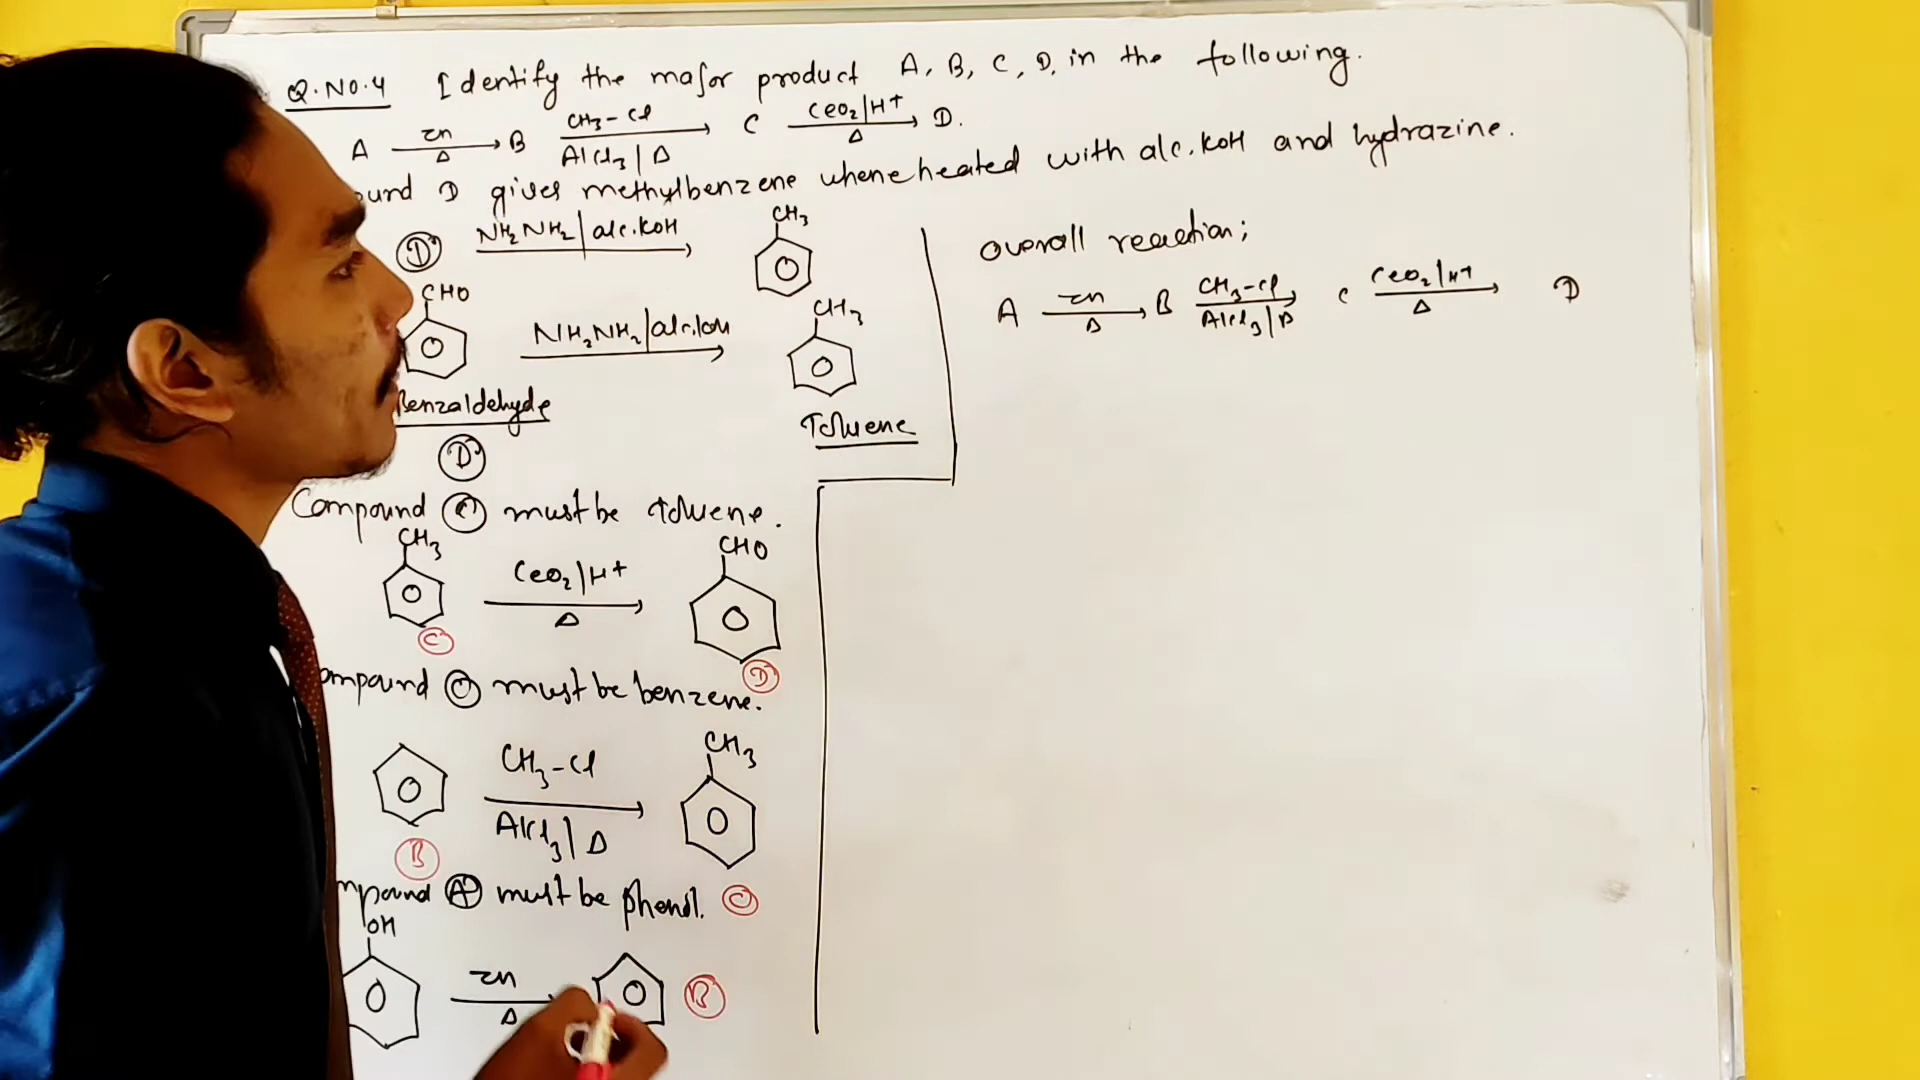 Q.NO.4 Identify the major product A, B, C, D, in the following.
A Zn Δ B CH3-Cl AlCl3|Δ C CeO2|H+ Δ D.
ound D gives methylbenzene whene heated with alc.KOH and hydrazine.
D NH2NH2|alc.KOH CH3
CHO NH2NH2|alc.KOH CH3
Benzaldehyde Toluene
D
Compound C must be toluene.
CH3 CeO2|H+ Δ CHO
C D
ompound must be benzene.
CH3-Cl AlCl3|Δ CH3
B
mpound A must be phenol. C
OH
Zn Δ B
Overall reaction;
A Zn Δ B CH3-Cl AlCl3|Δ C CeO2|H+ Δ D